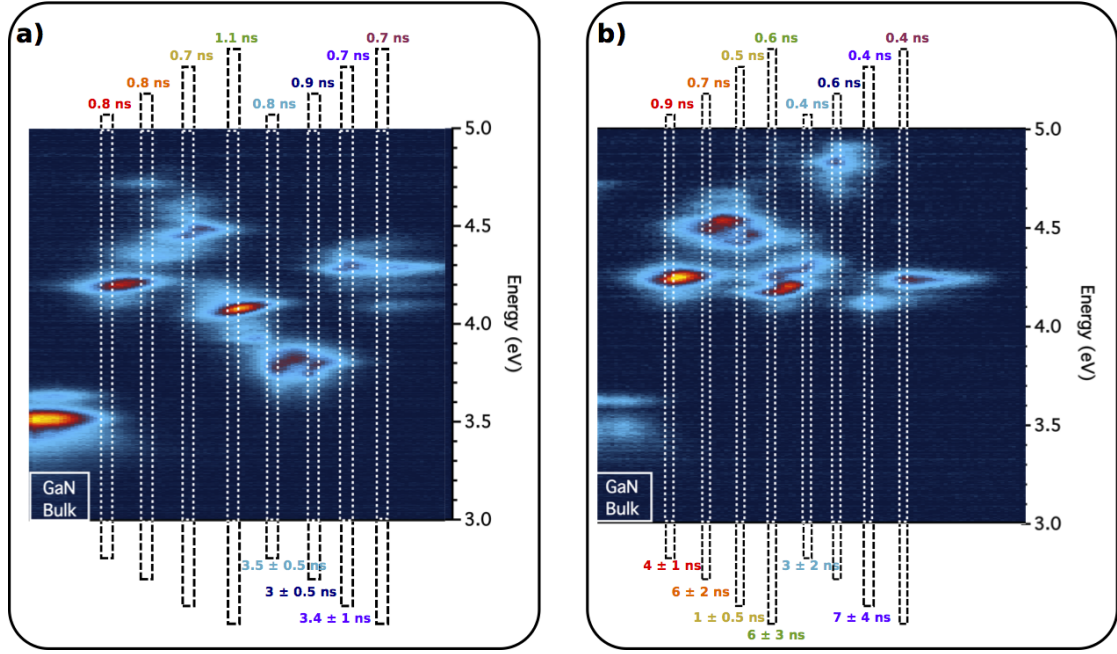 a)
1.1 ns
0.7 ns
0.7 ns
0.7 ns
0.8 ns
0.9 ns
0.8 ns
0.8 ns
5.0
4.5
4.0
3.5
3.0
Energy (eV)
GaN
Bulk
3.5 ± 0.5 ns
3 ± 0.5 ns
3.4 ± 1 ns
b)
0.6 ns
0.4 ns
0.5 ns
0.4 ns
0.7 ns
0.6 ns
0.9 ns
0.4 ns
5.0
4.5
4.0
3.5
3.0
Energy (eV)
GaN
Bulk
4 ± 1 ns
3 ± 2 ns
6 ± 2 ns
1 ± 0.5 ns
7 ± 4 ns
6 ± 3 ns